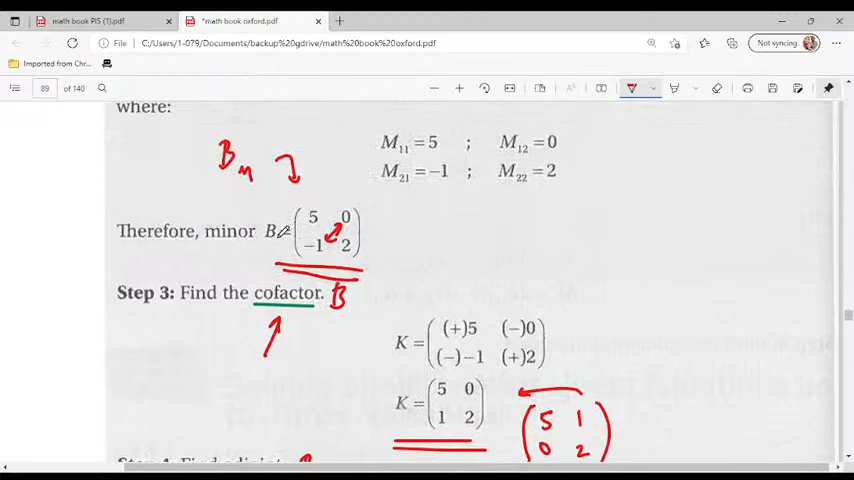 math book PIS (1).pdf
*math book oxford.pdf
File
C:/Users/1-079/Documents/backup%20gdrive/math%20book%20oxford.pdf
Not syncing
Imported from Chr...
89 of 140
where:
B_M
M₁₁ = 5 ; M₁₂ = 0
M₂₁ = −1 ; M₂₂ = 2
Therefore, minor B = ( 5 0
−1 2 )
Step 3: Find the cofactor. B
K = ( (+)5 (−)0
(−)−1 (+)2 )
K = ( 5 0
1 2 )
( 5 1
0 2 )